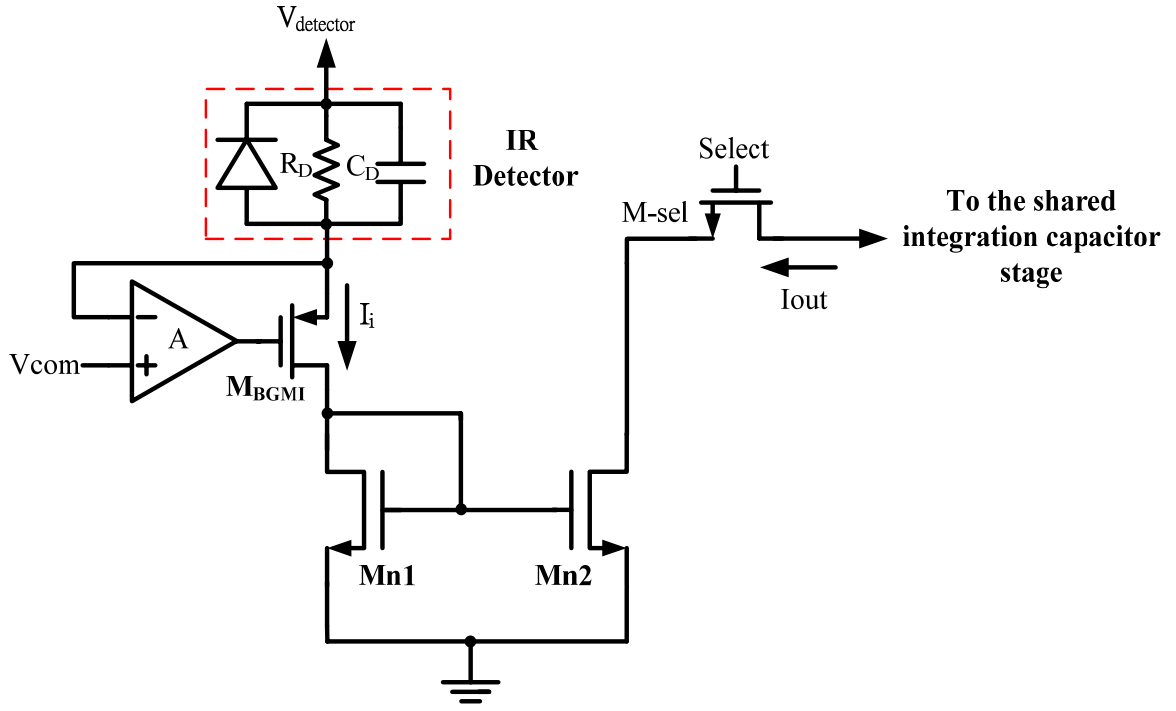 Vdetector
RD
CD
IR
Detector
Select
M-sel
To the shared
integration capacitor
stage
Iout
−
A
+
Vcom
Ii
MBGMI
Mn1
Mn2